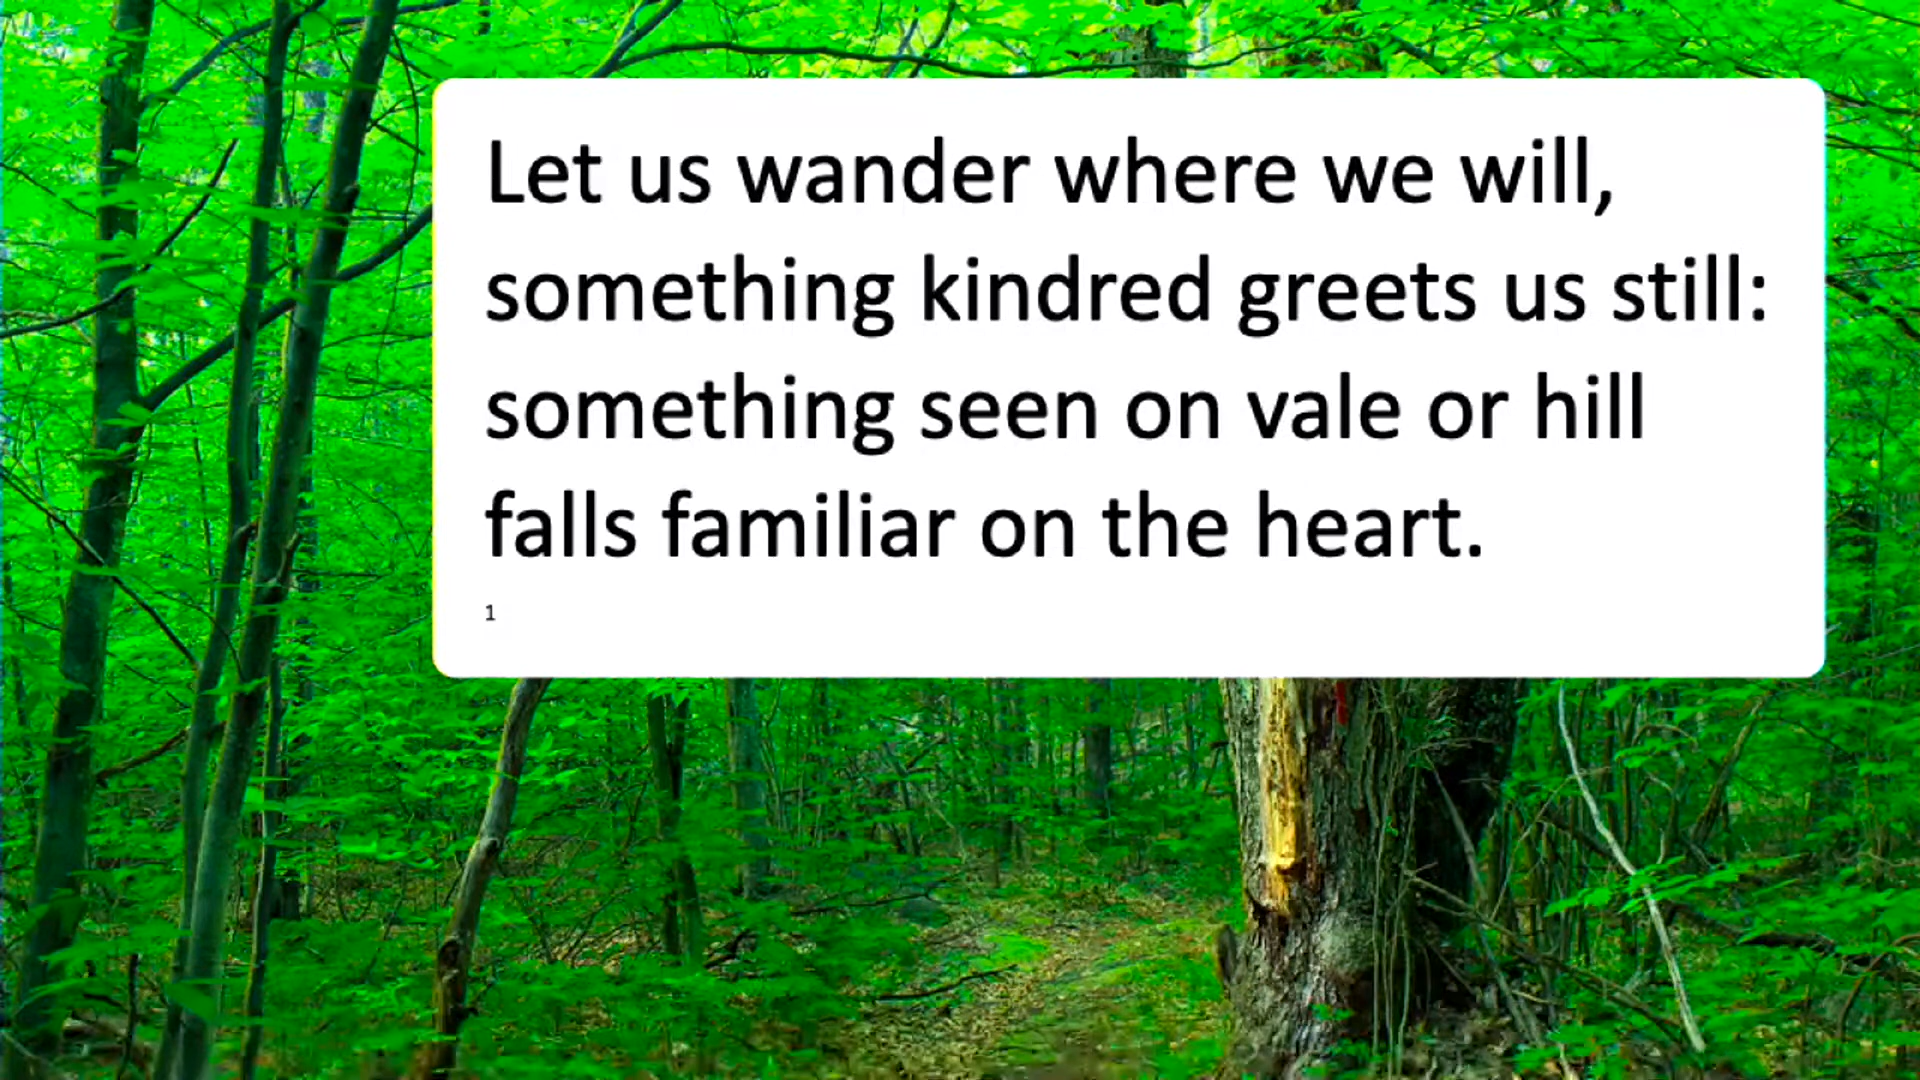 Let us wander where we will,
something kindred greets us still:
something seen on vale or hill
falls familiar on the heart.
1